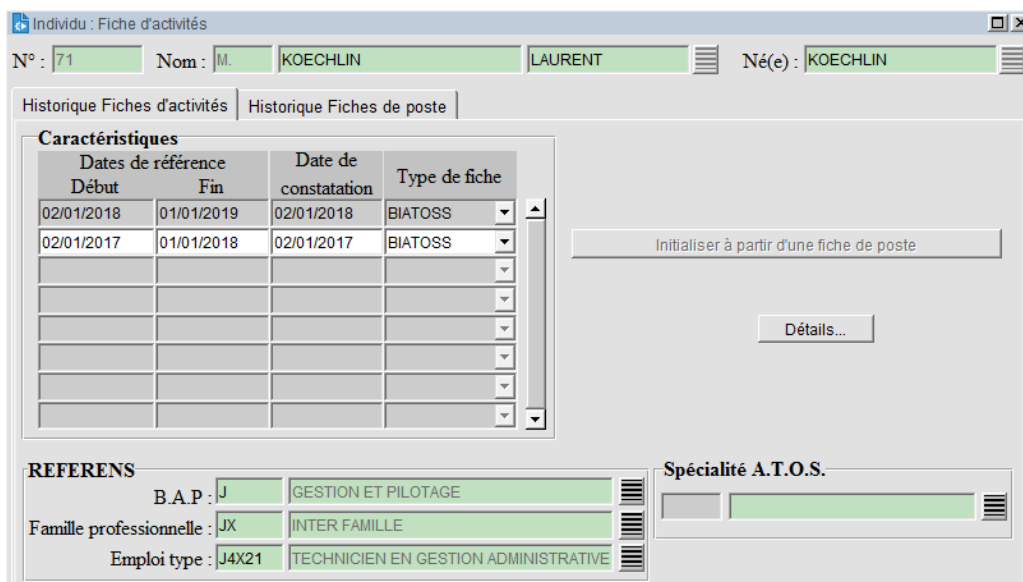 Individu : Fiche d'activités
N° : 71 Nom : M. KOECHLIN LAURENT Né(e) : KOECHLIN
Historique Fiches d'activités Historique Fiches de poste
Caractéristiques
Dates de référence Date de constatation Type de fiche
Début Fin
02/01/2018 01/01/2019 02/01/2018 BIATOSS
02/01/2017 01/01/2018 02/01/2017 BIATOSS
Initialiser à partir d'une fiche de poste
Détails...
REFERENS
B.A.P : J GESTION ET PILOTAGE
Famille professionnelle : JX INTER FAMILLE
Emploi type : J4X21 TECHNICIEN EN GESTION ADMINISTRATIVE
Spécialité A.T.O.S.